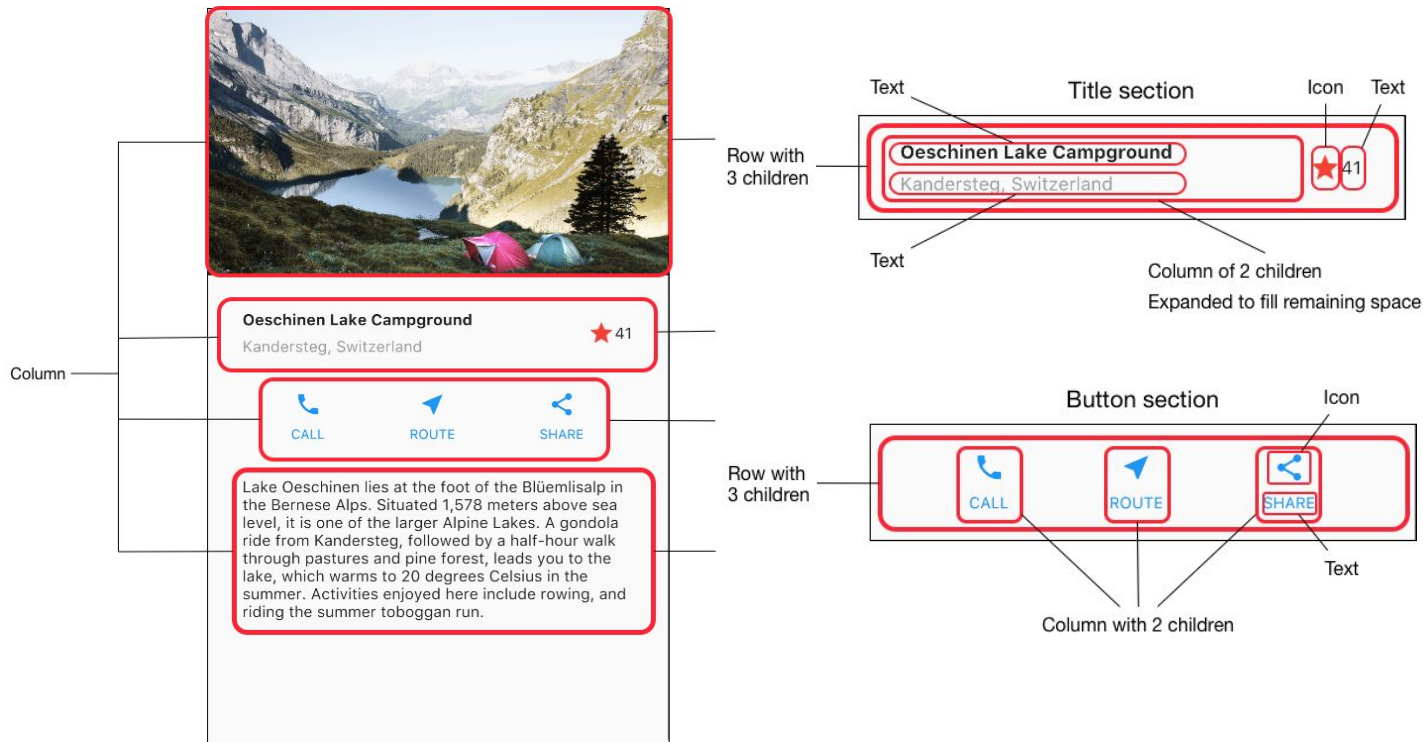 Column
Oeschinen Lake Campground
Kandersteg, Switzerland
41
CALL
ROUTE
SHARE
Lake Oeschinen lies at the foot of the Blüemlisalp in
the Bernese Alps. Situated 1,578 meters above sea
level, it is one of the larger Alpine Lakes. A gondola
ride from Kandersteg, followed by a half-hour walk
through pastures and pine forest, leads you to the
lake, which warms to 20 degrees Celsius in the
summer. Activities enjoyed here include rowing, and
riding the summer toboggan run.
Text
Title section
Icon
Text
Row with
3 children
Oeschinen Lake Campground
Kandersteg, Switzerland
41
Text
Column of 2 children
Expanded to fill remaining space
Button section
Icon
Row with
3 children
CALL
ROUTE
SHARE
Text
Column with 2 children